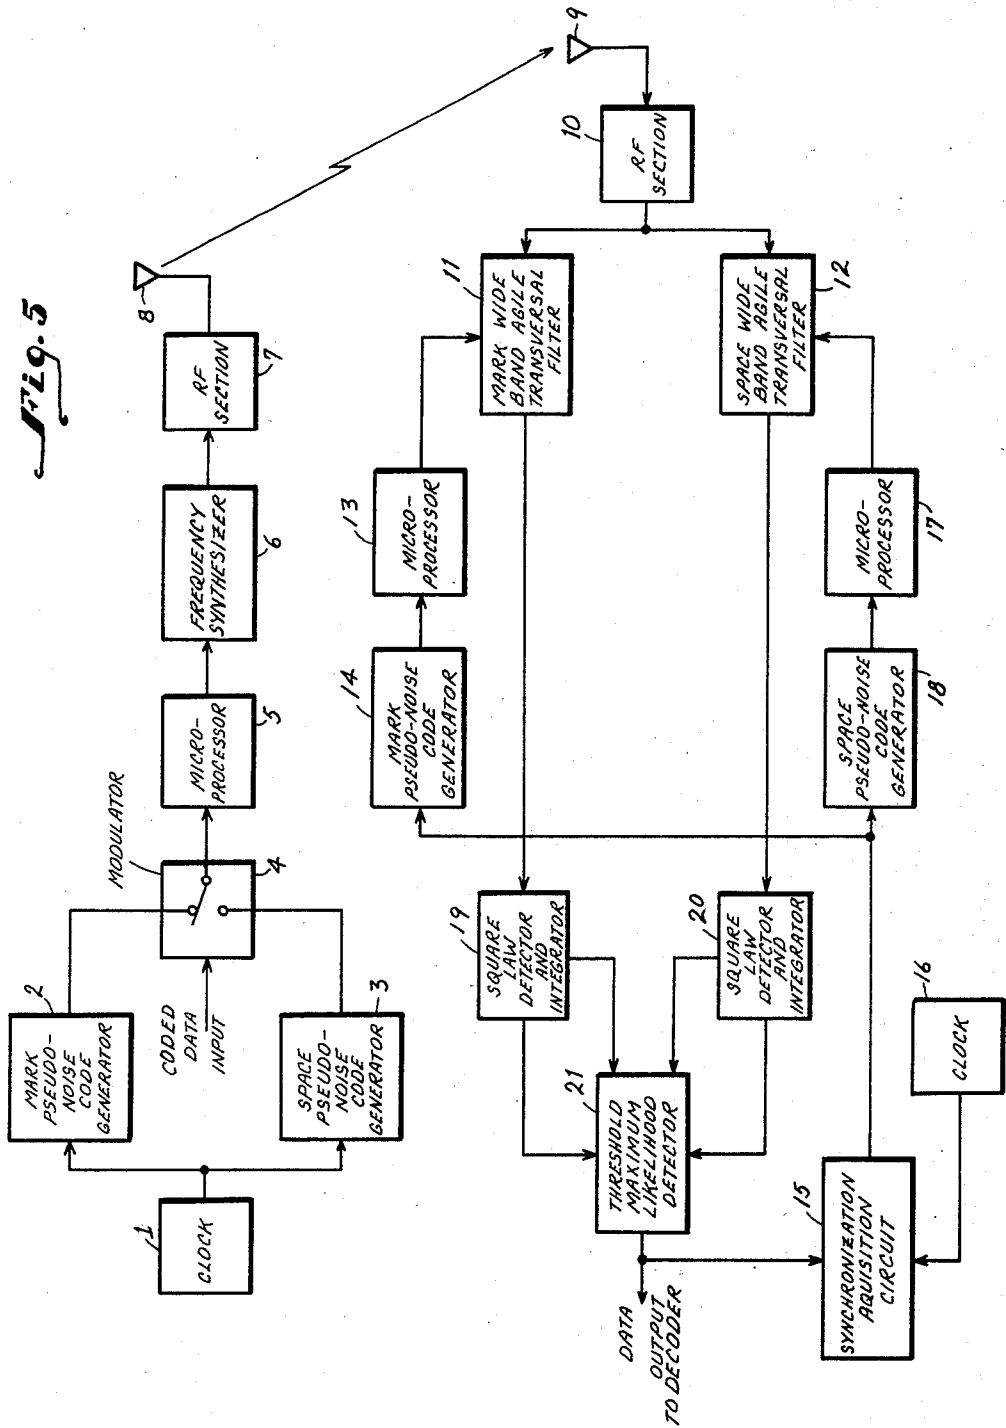 Fig. 5
1
CLOCK
2
MARK
PSEUDO-
NOISE
CODE
GENERATOR
SPACE
PSEUDO-
NOISE
CODE
GENERATOR
3
CODED
DATA
INPUT
MODULATOR
4
MICRO-
PROCESSOR
5
FREQUENCY
SYNTHESIZER
6
RF
SECTION
7
8
9
10
RF
SECTION
11
MARK WIDE
BAND AGILE
TRANSVERSAL
FILTER
SPACE WIDE
BAND AGILE
TRANSVERSAL
FILTER
12
13
MICRO-
PROCESSOR
14
MARK
PSEUDO-NOISE
CODE
GENERATOR
MICRO-
PROCESSOR
17
SPACE
PSEUDO-NOISE
CODE
GENERATOR
18
19
SQUARE
LAW
DETECTOR
AND
INTEGRATOR
20
SQUARE
LAW
DETECTOR
AND
INTEGRATOR
21
THRESHOLD
MAXIMUM
LIKELIHOOD
DETECTOR
DATA
OUTPUT
TO DECODER
15
SYNCHRONIZATION
AQUISITION
CIRCUIT
16
CLOCK